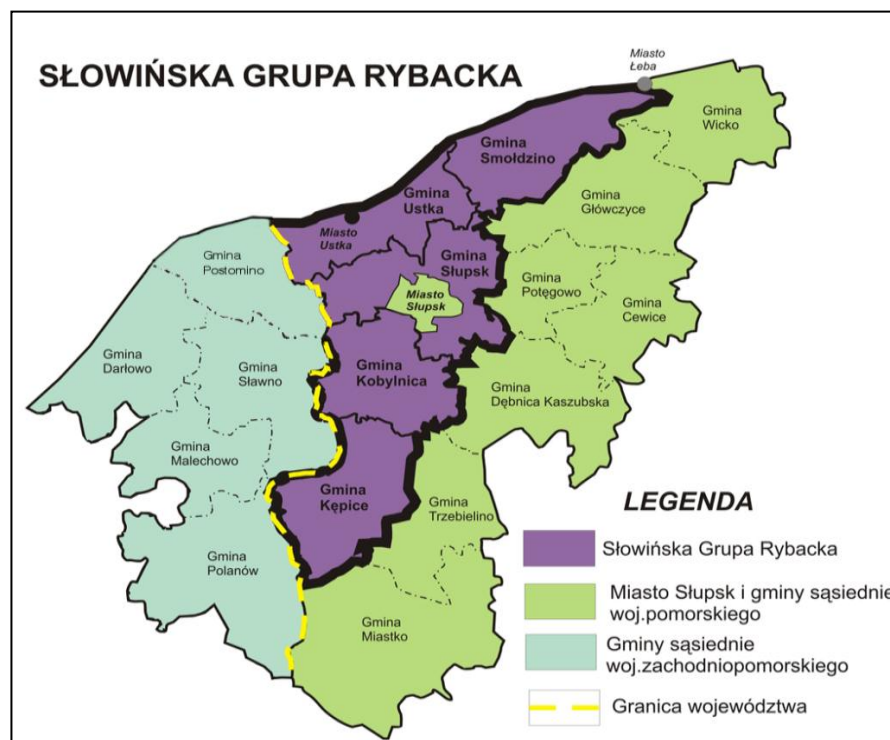 SŁOWIŃSKA GRUPA RYBACKA
Miasto
Łeba
Gmina
Wicko
Gmina
Smołdzino
Gmina
Główczyce
Gmina
Ustka
Miasto
Ustka
Gmina
Postomino
Gmina
Słupsk
Miasto
Słupsk
Gmina
Potęgowo
Gmina
Cewice
Gmina
Darłowo
Gmina
Sławno
Gmina
Kobylnica
Gmina
Dębnica Kaszubska
Gmina
Malechowo
Gmina
Kępice
Gmina
Trzebielino
Gmina
Polanów
Gmina
Miastko
LEGENDA
Słowińska Grupa Rybacka
Miasto Słupsk i gminy sąsiednie
woj.pomorskiego
Gminy sąsiednie
woj.zachodniopomorskiego
Granica województwa